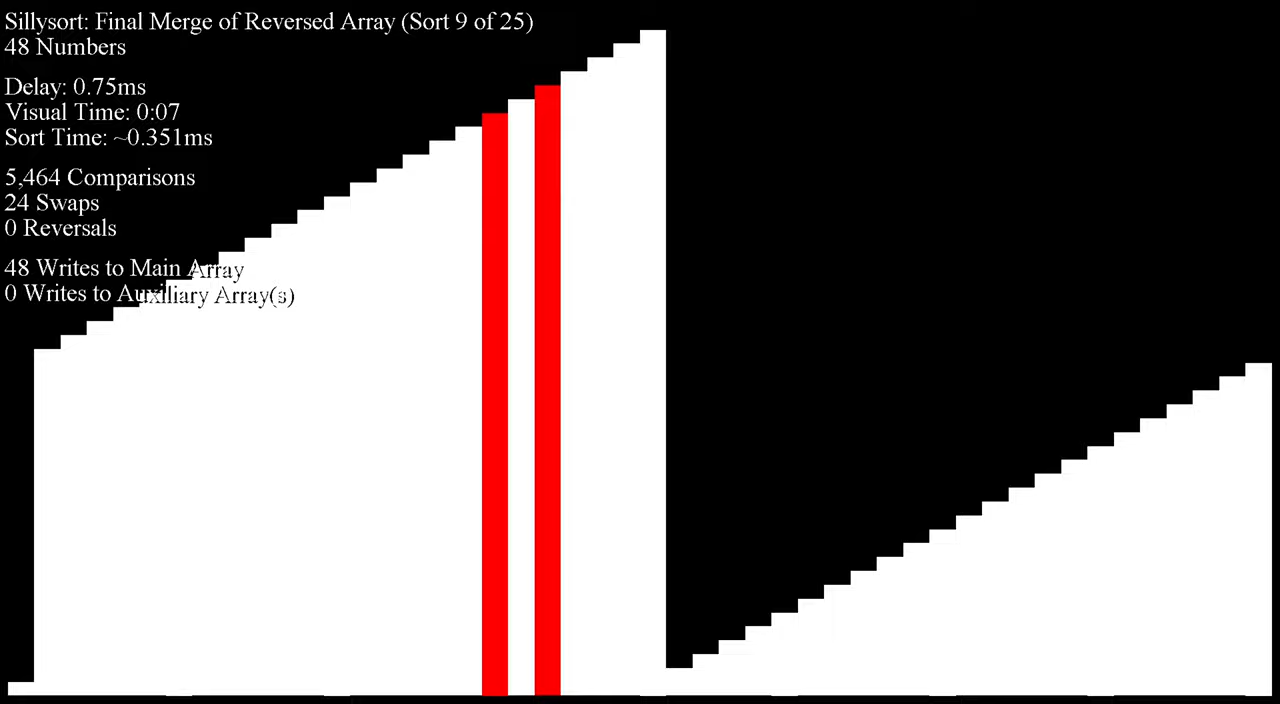 Sillysort: Final Merge of Reversed Array (Sort 9 of 25)
48 Numbers
Delay: 0.75ms
Visual Time: 0:07
Sort Time: ~0.351ms
5,464 Comparisons
24 Swaps
0 Reversals
48 Writes to Main Array
0 Writes to Auxiliary Array(s)